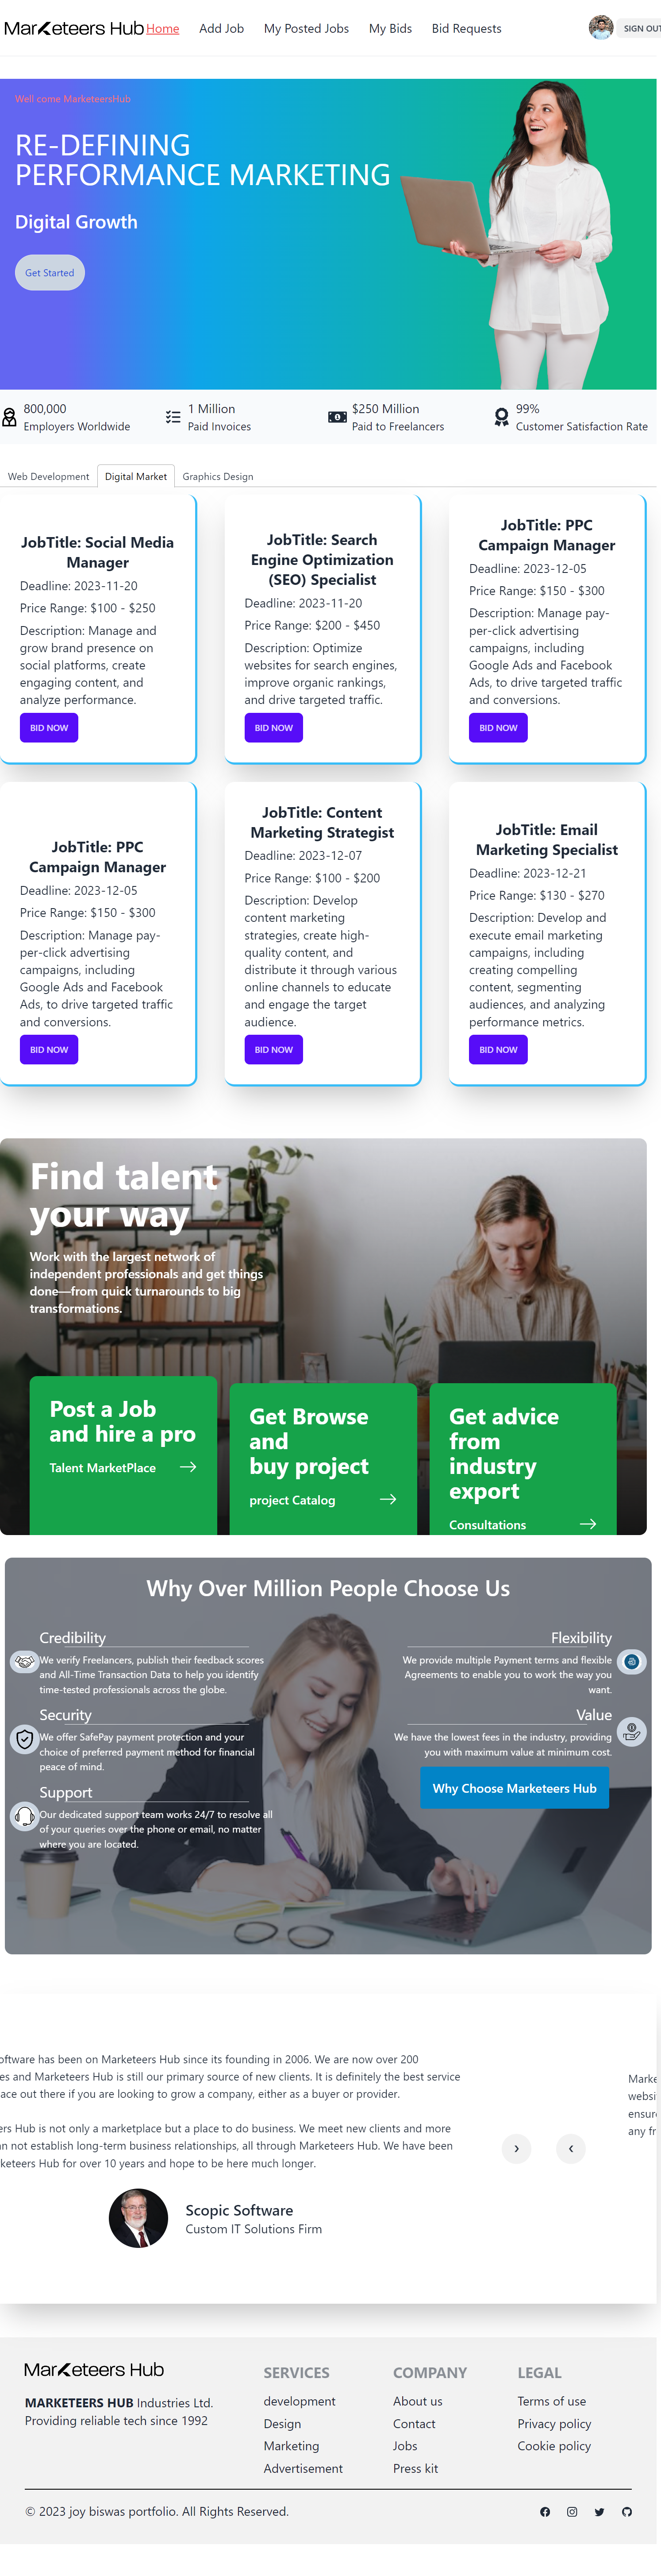 MarKeteers Hub
Home
Add Job
My Posted Jobs
My Bids
Bid Requests
SIGN OUT
Well come MarketeersHub
RE-DEFINING
PERFORMANCE MARKETING
Digital Growth
Get Started
800,000
Employers Worldwide
1 Million
Paid Invoices
$250 Million
Paid to Freelancers
99%
Customer Satisfaction Rate
Web Development
Digital Market
Graphics Design
JobTitle: Social Media
Manager
Deadline: 2023-11-20
Price Range: $100 - $250
Description: Manage and
grow brand presence on
social platforms, create
engaging content, and
analyze performance.
BID NOW
JobTitle: Search
Engine Optimization
(SEO) Specialist
Deadline: 2023-11-20
Price Range: $200 - $450
Description: Optimize
websites for search engines,
improve organic rankings,
and drive targeted traffic.
BID NOW
JobTitle: PPC
Campaign Manager
Deadline: 2023-12-05
Price Range: $150 - $300
Description: Manage pay-
per-click advertising
campaigns, including
Google Ads and Facebook
Ads, to drive targeted traffic
and conversions.
BID NOW
JobTitle: PPC
Campaign Manager
Deadline: 2023-12-05
Price Range: $150 - $300
Description: Manage pay-
per-click advertising
campaigns, including
Google Ads and Facebook
Ads, to drive targeted traffic
and conversions.
BID NOW
JobTitle: Content
Marketing Strategist
Deadline: 2023-12-07
Price Range: $100 - $200
Description: Develop
content marketing
strategies, create high-
quality content, and
distribute it through various
online channels to educate
and engage the target
audience.
BID NOW
JobTitle: Email
Marketing Specialist
Deadline: 2023-12-21
Price Range: $130 - $270
Description: Develop and
execute email marketing
campaigns, including
creating compelling
content, segmenting
audiences, and analyzing
performance metrics.
BID NOW
Find talent
your way
Work with the largest network of
independent professionals and get things
done—from quick turnarounds to big
transformations.
Post a Job
and hire a pro
Talent MarketPlace
Get Browse
and
buy project
project Catalog
Get advice
from
industry
export
Consultations
Why Over Million People Choose Us
Credibility
We verify Freelancers, publish their feedback scores
and All-Time Transaction Data to help you identify
time-tested professionals across the globe.
Security
We offer SafePay payment protection and your
choice of preferred payment method for financial
peace of mind.
Support
Our dedicated support team works 24/7 to resolve all
of your queries over the phone or email, no matter
where you are located.
Flexibility
We provide multiple Payment terms and flexible
Agreements to enable you to work the way you
want.
Value
We have the lowest fees in the industry, providing
you with maximum value at minimum cost.
Why Choose Marketeers Hub
oftware has been on Marketeers Hub since its founding in 2006. We are now over 200
es and Marketeers Hub is still our primary source of new clients. It is definitely the best service
ace out there if you are looking to grow a company, either as a buyer or provider.
ers Hub is not only a marketplace but a place to do business. We meet new clients and more
an not establish long-term business relationships, all through Marketeers Hub. We have been
keteers Hub for over 10 years and hope to be here much longer.
Scopic Software
Custom IT Solutions Firm
› ‹
Marke
websi
ensur
any fr
MarKeteers Hub
MARKETEERS HUB Industries Ltd.
Providing reliable tech since 1992
SERVICES
development
Design
Marketing
Advertisement
COMPANY
About us
Contact
Jobs
Press kit
LEGAL
Terms of use
Privacy policy
Cookie policy
© 2023 joy biswas portfolio. All Rights Reserved.